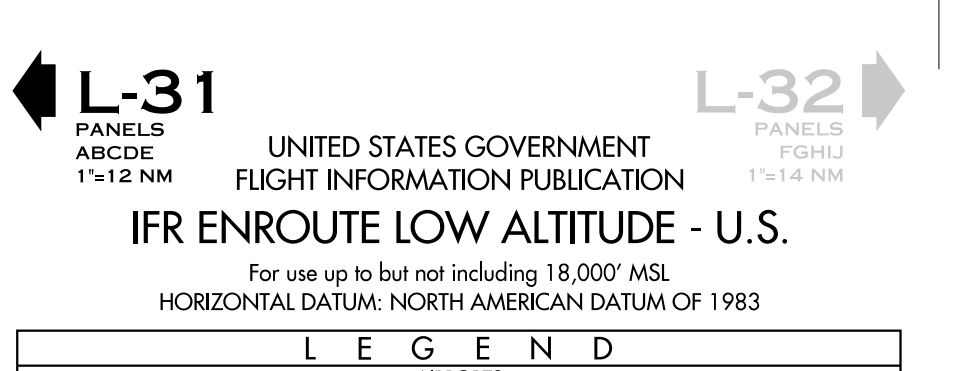 L-31
PANELS
ABCDE
1"=12 NM
L-32
PANELS
FGHIJ
1"=14 NM
UNITED STATES GOVERNMENT
FLIGHT INFORMATION PUBLICATION
IFR ENROUTE LOW ALTITUDE - U.S.
For use up to but not including 18,000' MSL
HORIZONTAL DATUM: NORTH AMERICAN DATUM OF 1983
LEGEND